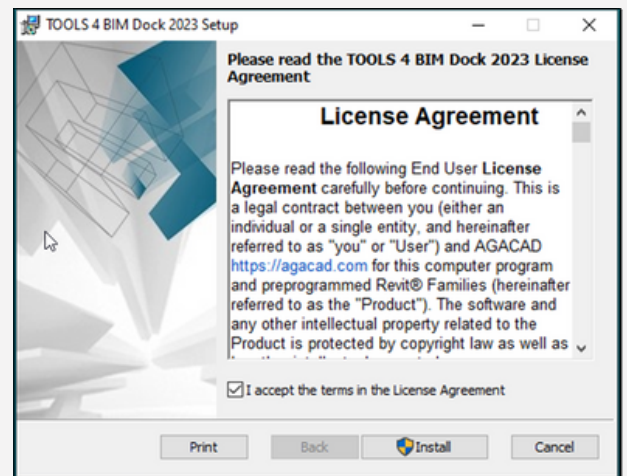 TOOLS 4 BIM Dock 2023 Setup
Please read the TOOLS 4 BIM Dock 2023 License
Agreement
License Agreement
Please read the following End User License
Agreement carefully before continuing. This is
a legal contract between you (either an
individual or a single entity, and hereinafter
referred to as "you" or "User") and AGACAD
https://agacad.com for this computer program
and preprogrammed Revit® Families (hereinafter
referred to as the "Product"). The software and
any other intellectual property related to the
Product is protected by copyright law as well as
I accept the terms in the License Agreement
Print Back Install Cancel